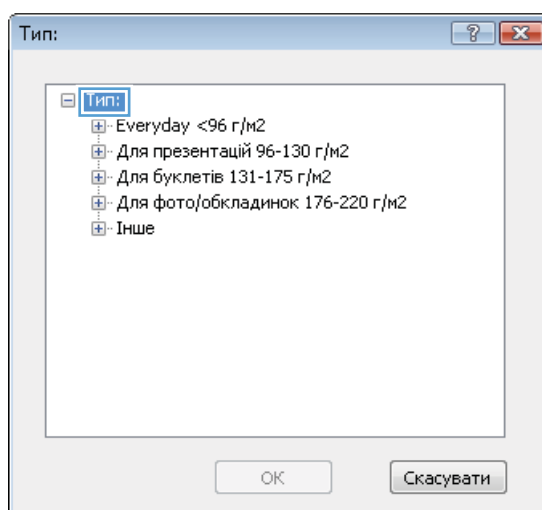 Тип:
Тип:
Everyday <96 г/м2
Для презентацій 96-130 г/м2
Для буклетів 131-175 г/м2
Для фото/обкладинок 176-220 г/м2
Інше
OK
Скасувати